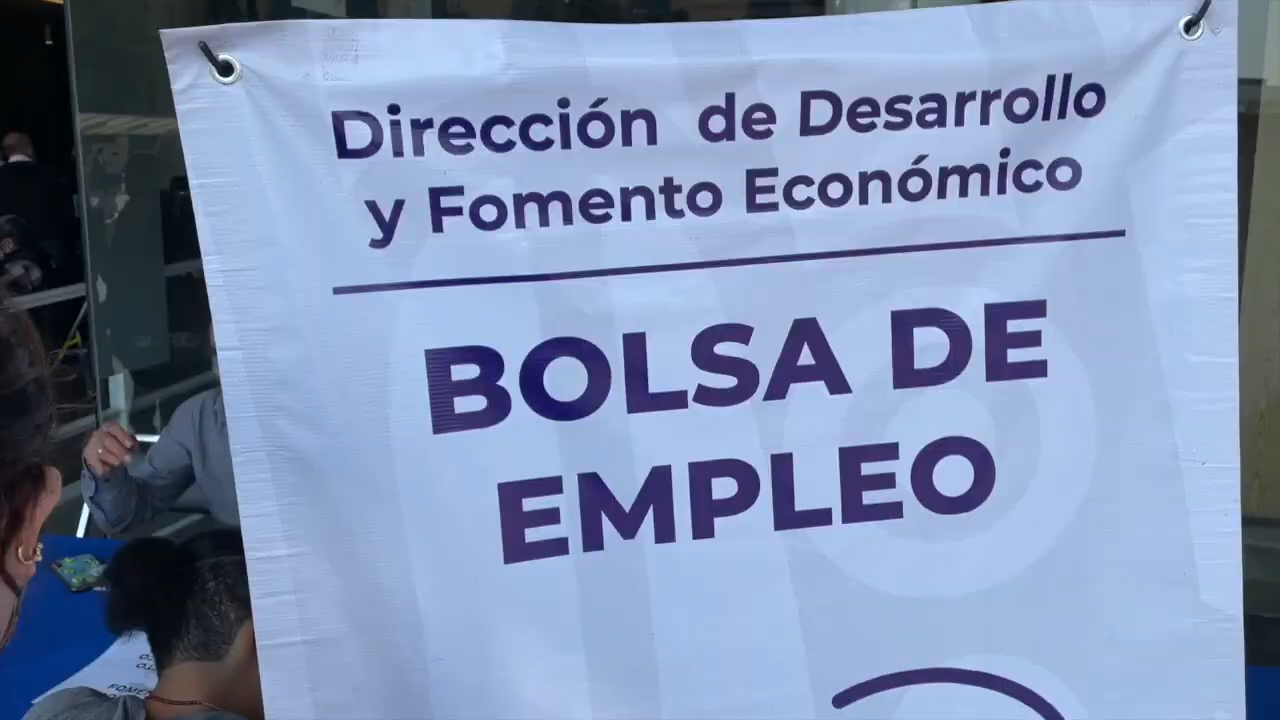 Dirección de Desarrollo
y Fomento Económico
BOLSA DE
EMPLEO